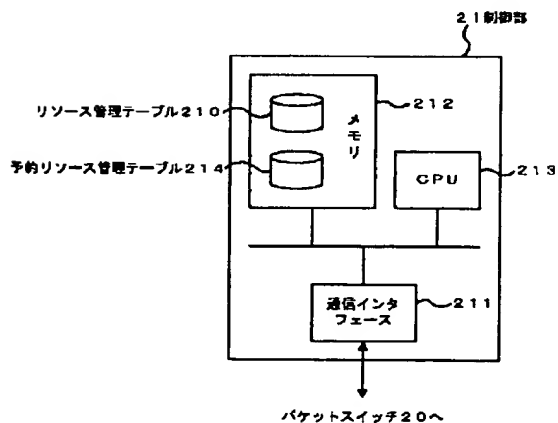 21制御部
リソース管理テーブル210
予約リソース管理テーブル214
メモリ
212
CPU
213
通信インタ
フェース
211
パケットスイッチ20へ